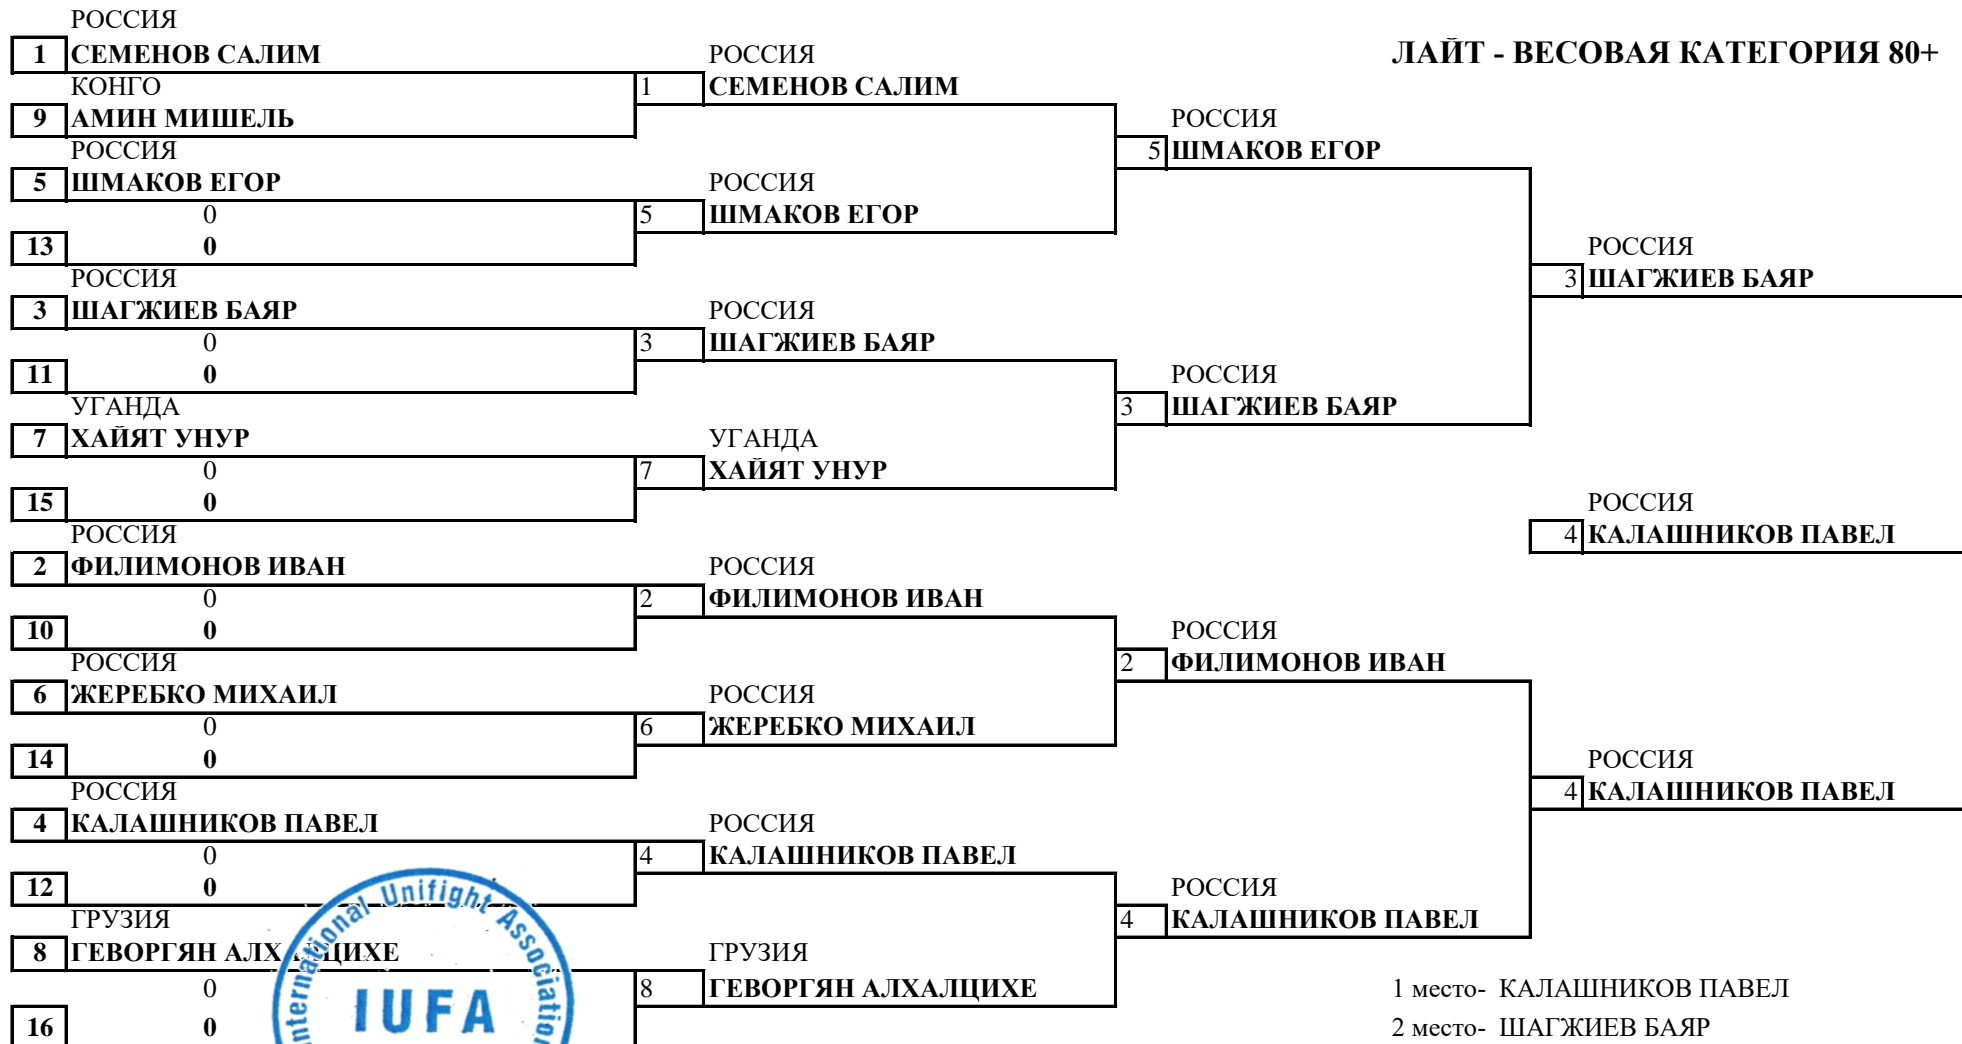 РОССИЯ
1 СЕМЕНОВ САЛИМ
РОССИЯ
ЛАЙТ - ВЕСОВАЯ КАТЕГОРИЯ 80+
КОНГО
1 СЕМЕНОВ САЛИМ
9 АМИН МИШЕЛЬ
РОССИЯ
РОССИЯ
5 ШМАКОВ ЕГОР
5 ШМАКОВ ЕГОР
РОССИЯ
0
5 ШМАКОВ ЕГОР
13 0
РОССИЯ
РОССИЯ
3 ШАГЖИЕВ БАЯР
3 ШАГЖИЕВ БАЯР
РОССИЯ
0
3 ШАГЖИЕВ БАЯР
11 0
РОССИЯ
УГАНДА
3 ШАГЖИЕВ БАЯР
7 ХАЙЯТ УНУР
УГАНДА
0
7 ХАЙЯТ УНУР
15 0
РОССИЯ
РОССИЯ
4 КАЛАШНИКОВ ПАВЕЛ
2 ФИЛИМОНОВ ИВАН
РОССИЯ
0
2 ФИЛИМОНОВ ИВАН
10 0
РОССИЯ
РОССИЯ
2 ФИЛИМОНОВ ИВАН
6 ЖЕРЕБКО МИХАИЛ
РОССИЯ
0
6 ЖЕРЕБКО МИХАИЛ
14 0
РОССИЯ
РОССИЯ
4 КАЛАШНИКОВ ПАВЕЛ
4 КАЛАШНИКОВ ПАВЕЛ
РОССИЯ
0
4 КАЛАШНИКОВ ПАВЕЛ
12 0
РОССИЯ
ГРУЗИЯ
4 КАЛАШНИКОВ ПАВЕЛ
8 ГЕВОРГЯН АЛХАЛЦИХЕ
ГРУЗИЯ
0
8 ГЕВОРГЯН АЛХАЛЦИХЕ
1 место- КАЛАШНИКОВ ПАВЕЛ
16 0
2 место- ШАГЖИЕВ БАЯР
International Unifight Association
IUFA